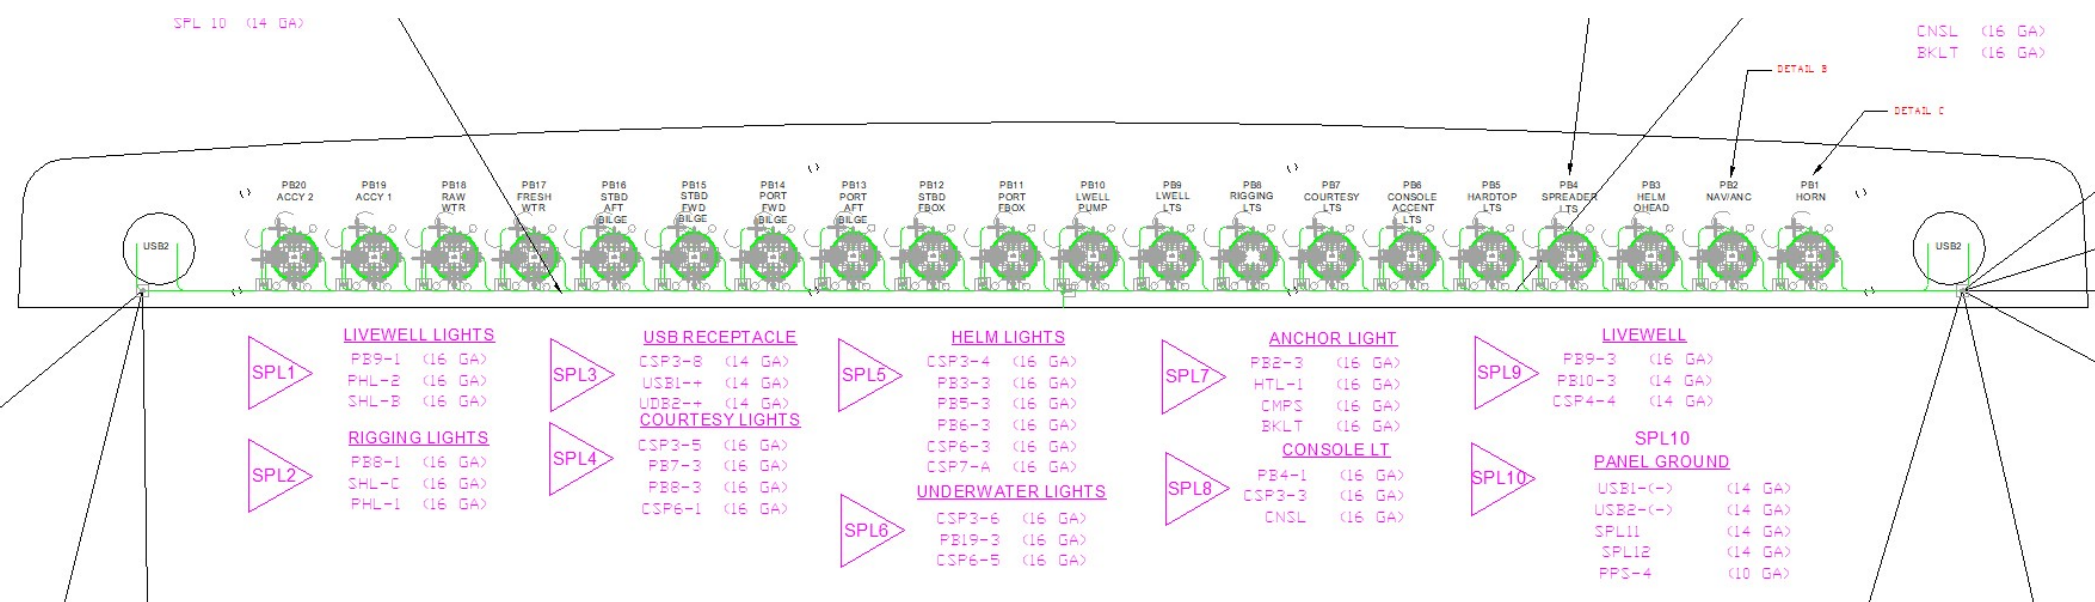 SPL 10 (14 GA)
CNSL (16 GA)
BKLT (16 GA)
DETAIL B
DETAIL C
PB20 ACCY 2
PB19 ACCY 1
PB18 RAW WTR
PB17 FRESH WTR
PB16 STBD AFT BILGE
PB15 STBD FWD BILGE
PB14 PORT FWD BILGE
PB13 PORT AFT BILGE
PB12 STBD FBOX
PB11 PORT FBOX
PB10 LWELL PUMP
PB9 LWELL LTS
PB8 RIGGING LTS
PB7 COURTESY LTS
PB6 CONSOLE ACCENT LTS
PB5 HARDTOP LTS
PB4 SPREADER LTS
PB3 HELM OHEAD
PB2 NAV/ANC
PB1 HORN
USB2
USB2
SPL1
LIVEWELL LIGHTS
PB9-1 (16 GA)
PHL-2 (16 GA)
SHL-B (16 GA)
SPL2
RIGGING LIGHTS
PB8-1 (16 GA)
SHL-C (16 GA)
PHL-1 (16 GA)
SPL3
USB RECEPTACLE
CSP3-8 (14 GA)
USB1-+ (14 GA)
UDB2-+ (14 GA)
SPL4
COURTESY LIGHTS
CSP3-5 (16 GA)
PB7-3 (16 GA)
PB8-3 (16 GA)
CSP6-1 (16 GA)
SPL5
HELM LIGHTS
CSP3-4 (16 GA)
PB3-3 (16 GA)
PB5-3 (16 GA)
PB6-3 (16 GA)
CSP6-3 (16 GA)
CSP7-A (16 GA)
SPL6
UNDERWATER LIGHTS
CSP3-6 (16 GA)
PB19-3 (16 GA)
CSP6-5 (16 GA)
SPL7
ANCHOR LIGHT
PB2-3 (16 GA)
HTL-1 (16 GA)
CMPS (16 GA)
BKLT (16 GA)
SPL8
CONSOLE LT
PB4-1 (16 GA)
CSP3-3 (16 GA)
CNSL (16 GA)
SPL9
LIVEWELL
PB9-3 (16 GA)
PB10-3 (14 GA)
CSP4-4 (14 GA)
SPL10
SPL10
PANEL GROUND
USB1-(-) (14 GA)
USB2-(-) (14 GA)
SPL11 (14 GA)
SPL12 (14 GA)
PPS-4 (10 GA)